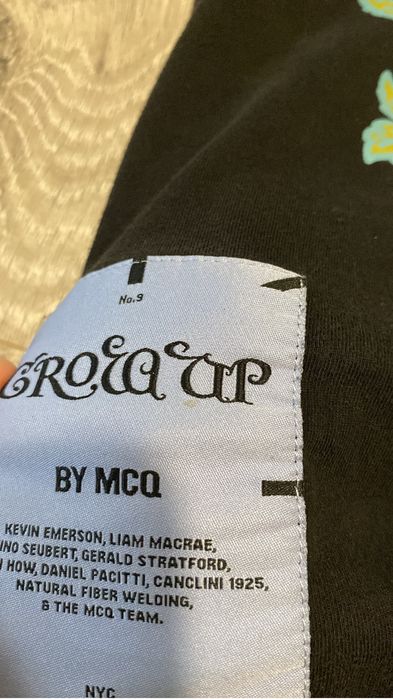 No.9
GROW UP
BY MCQ
KEVIN EMERSON, LIAM MACRAE,
INO SEUBERT, GERALD STRATFORD,
HOW, DANIEL PACITTI, CANCLINI 1925,
NATURAL FIBER WELDING,
& THE MCQ TEAM.
NYC